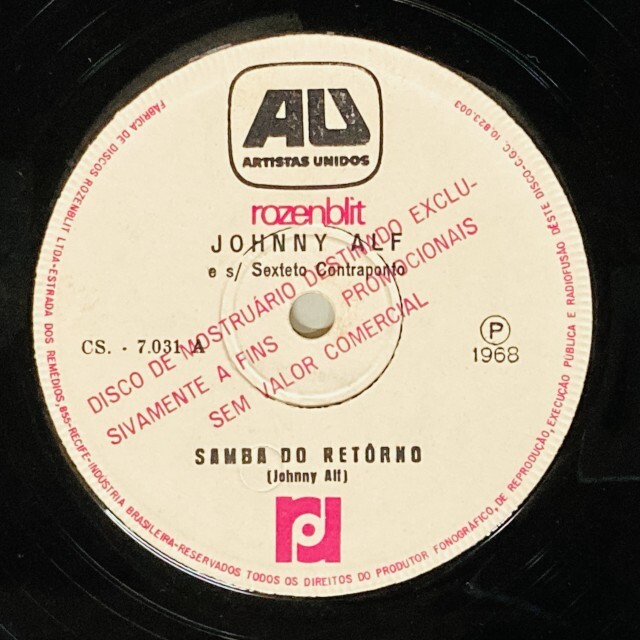 AU
ARTISTAS UNIDOS
rozenblit
JOHNNY ALF
e s/ Sexteto Contraponto
DISCO DE MOSTRUÁRIO DESTINADO EXCLU-
SIVAMENTE A FINS PROMOCIONAIS
SEM VALOR COMERCIAL
CS. - 7.031 A
P
1968
SAMBA DO RETÔRNO
(Johnny Alf)
FÁBRICA DE DISCOS ROZENBLIT LTDA-ESTRADA DOS REMÉDIOS, 855-RECIFE-INDÚSTRIA BRASILEIRA-RESERVADOS TODOS OS DIREITOS DO PRODUTOR FONOGRÁFICO, DE REPRODUÇÃO, EXECUÇÃO PÚBLICA E RADIOFUSÃO DESTE DISCO-C.G.C. 10.823.003